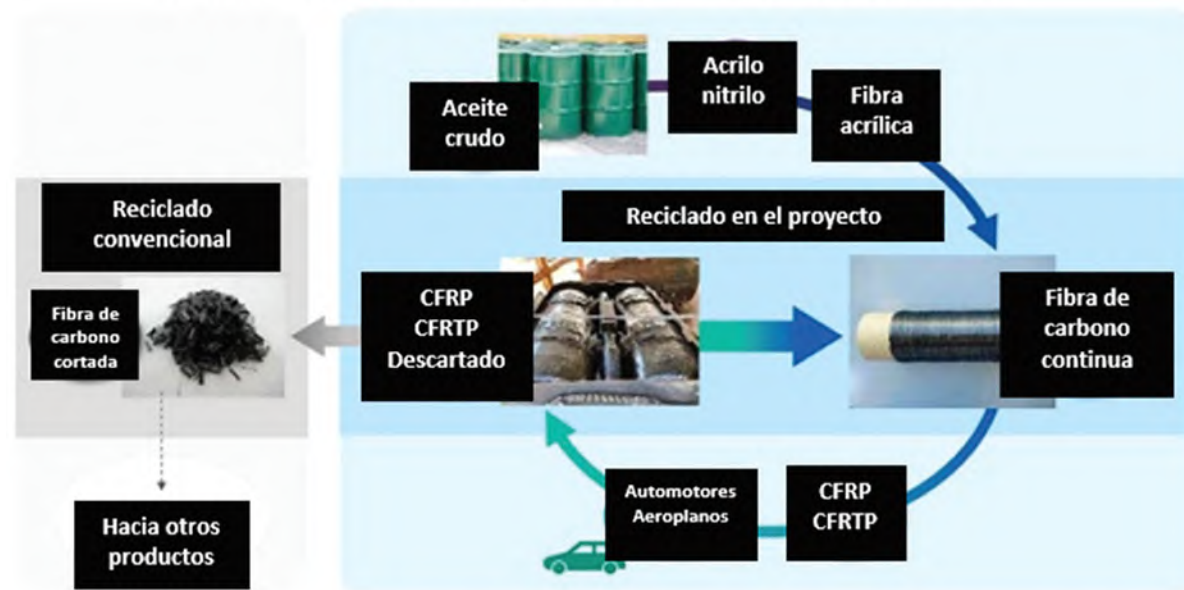 Aceite
crudo
Acrilo
nitrilo
Fibra
acrílica
Reciclado
convencional
Reciclado en el proyecto
Fibra de
carbono
cortada
CFRP
CFRTP
Descartado
Fibra de
carbono
continua
Hacia otros
productos
Automotores
Aeroplanos
CFRP
CFRTP